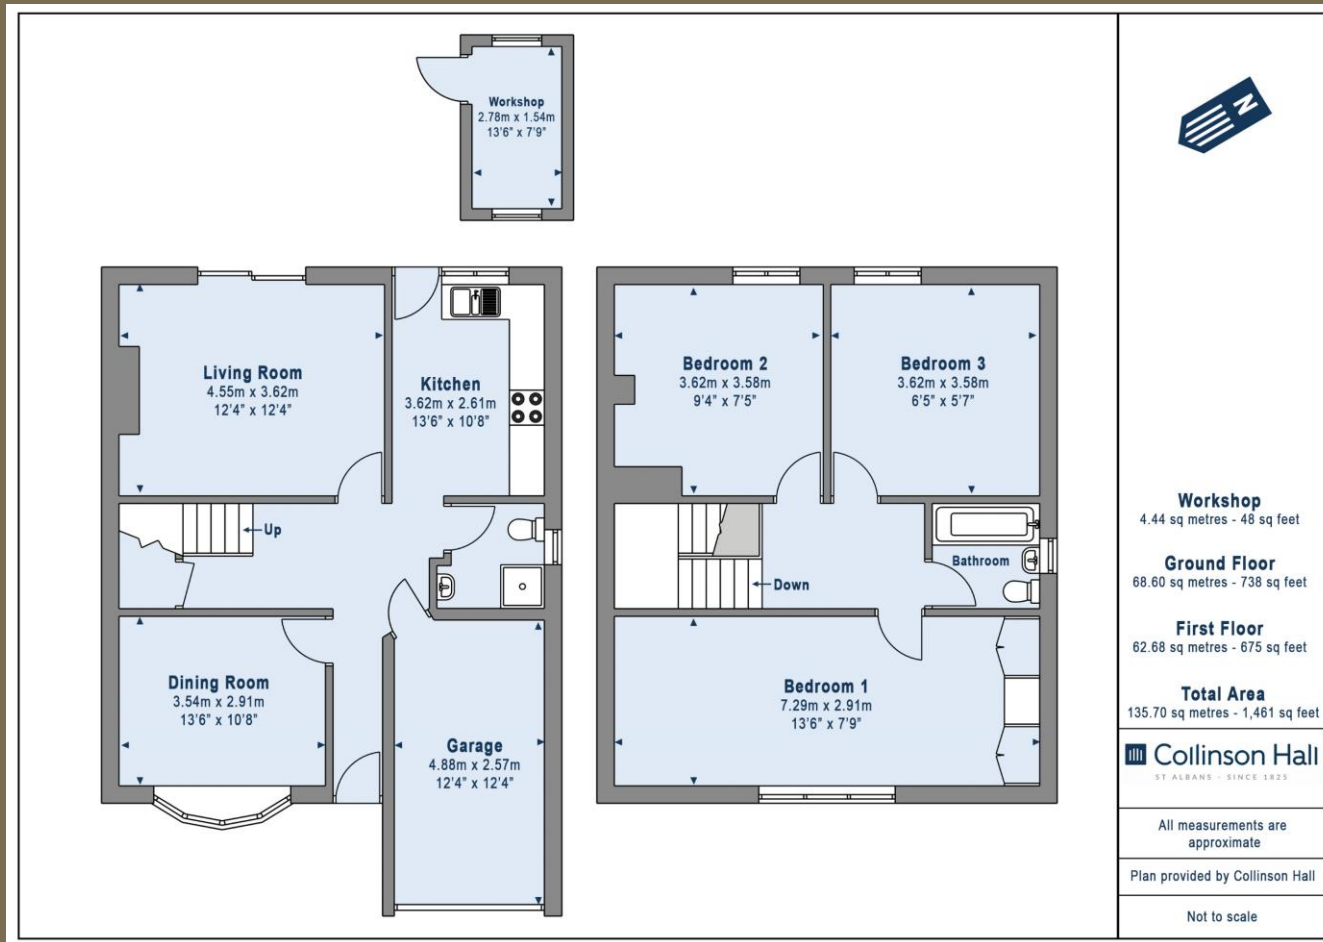 Workshop
2.78m x 1.54m
13'6" x 7'9"
N
Living Room
4.55m x 3.62m
12'4" x 12'4"
Kitchen
3.62m x 2.61m
13'6" x 10'8"
Up
Dining Room
3.54m x 2.91m
13'6" x 10'8"
Garage
4.88m x 2.57m
12'4" x 12'4"
Bedroom 2
3.62m x 3.58m
9'4" x 7'5"
Bedroom 3
3.62m x 3.58m
6'5" x 5'7"
Down
Bathroom
Bedroom 1
7.29m x 2.91m
13'6" x 7'9"
Workshop
4.44 sq metres - 48 sq feet
Ground Floor
68.60 sq metres - 738 sq feet
First Floor
62.68 sq metres - 675 sq feet
Total Area
135.70 sq metres - 1,461 sq feet
Collinson Hall
ST ALBANS - SINCE 1825
All measurements are
approximate
Plan provided by Collinson Hall
Not to scale